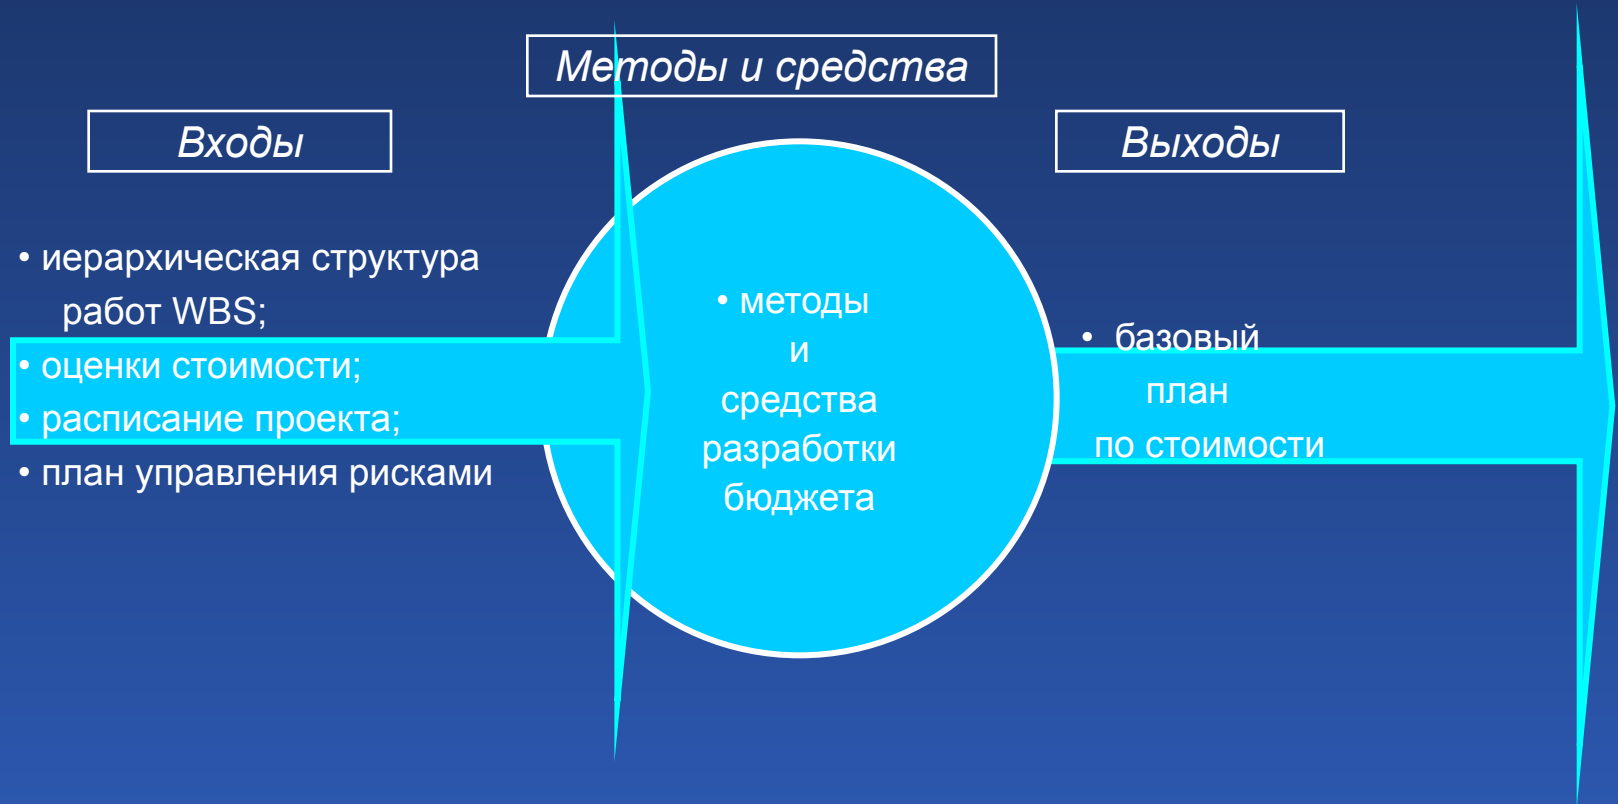 Методы и средства
Входы
Выходы
• иерархическая структура
работ WBS;
• оценки стоимости;
• расписание проекта;
• план управления рисками
• методы
и
средства
разработки
бюджета
• базовый
план
по стоимости